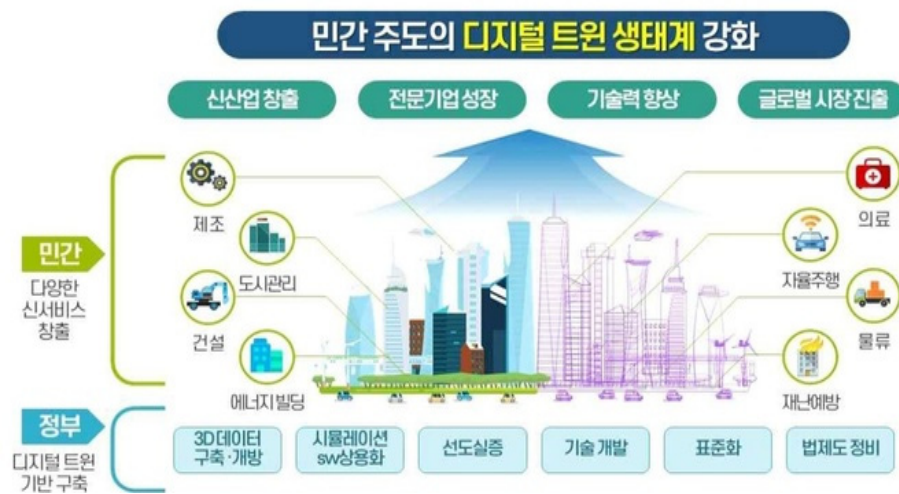 민간 주도의 디지털 트윈 생태계 강화
신산업 창출
전문기업 성장
기술력 향상
글로벌 시장 진출
민간
다양한
신서비스
창출
제조
도시관리
건설
에너지 빌딩
의료
자율주행
물류
재난예방
정부
디지털 트윈
기반 구축
3D 데이터
구축·개방
시뮬레이션
sw상용화
선도실증
기술 개발
표준화
법제도 정비